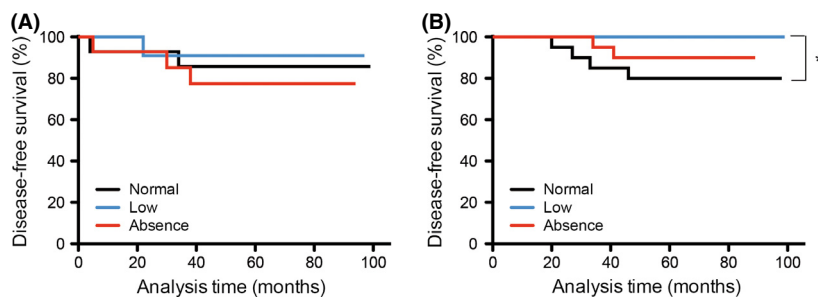 (A)
Disease-free survival (%)
100
80
60
40
20
0
Normal
Low
Absence
0 20 40 60 80 100
Analysis time (months)
(B)
Disease-free survival (%)
100
80
60
40
20
0
Normal
Low
Absence
0 20 40 60 80 100
Analysis time (months)